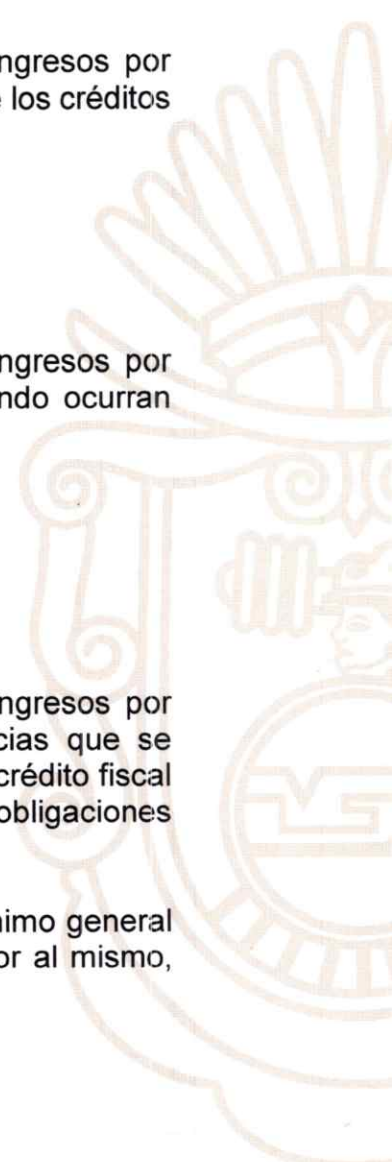 ngresos por
los créditos
ngresos por
ndo ocurran
ngresos por
cias que se
crédito fiscal
obligaciones
nimo general
or al mismo,